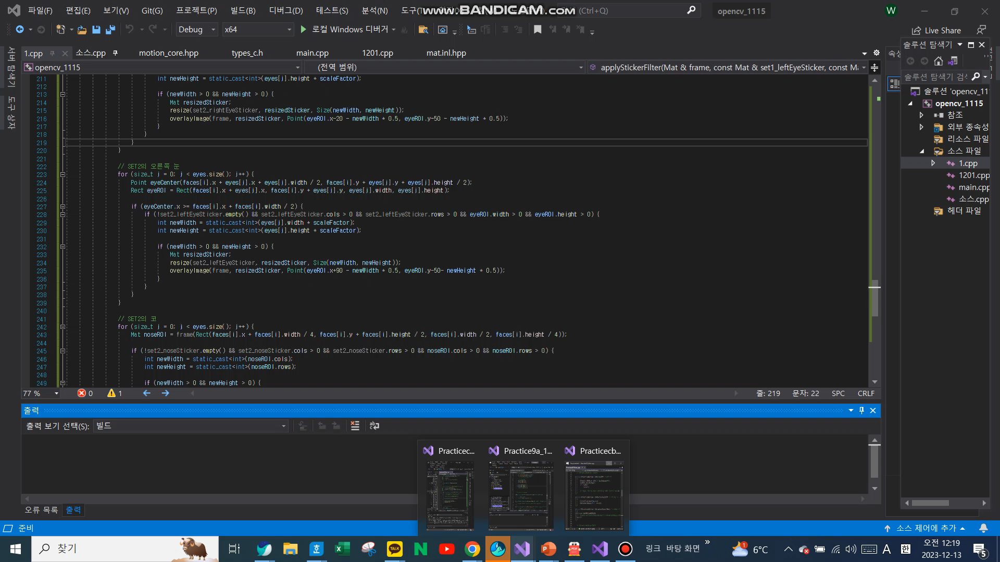 파일(F) 편집(E) 보기(V) Git(G) 프로젝트(P) 빌드(B) 디버그(D) 테스트(S) 분석(N) 도구(T) (Ctrl+Q) opencv_1115 W
www.BANDICAM.com
Debug x64 로컬 Windows 디버거 Live Share
서버 탐색기
도구 상자
1.cpp 소스.cpp motion_core.hpp types_c.h main.cpp 1201.cpp mat.inl.hpp
opencv_1115 (전역 범위) applyStickerFilter(Mat & frame, const Mat & set1_leftEyeSticker, const Ma
211 int newHeight = static_cast<int>(eyes[j].height * scaleFactor);
212
213 if (newWidth > 0 && newHeight > 0) {
214 Mat resizedSticker;
215 resize(set2_rightEyeSticker, resizedSticker, Size(newWidth, newHeight));
216 overlayImage(frame, resizedSticker, Point(eyeROI.x-20 - newWidth * 0.5, eyeROI.y-50 - newHeight * 0.5));
217 }
218 }
219 }
220 }
221
222 // SET2의 오른쪽 눈
223 for (size_t j = 0; j < eyes.size(); j++) {
224 Point eyeCenter(faces[i].x + eyes[j].x + eyes[j].width / 2, faces[i].y + eyes[j].y + eyes[j].height / 2);
225 Rect eyeROI = Rect(faces[i].x + eyes[j].x, faces[i].y + eyes[j].y, eyes[j].width, eyes[j].height);
226
227 if (eyeCenter.x >= faces[i].x + faces[i].width / 2) {
228 if (!set2_leftEyeSticker.empty() && set2_leftEyeSticker.cols > 0 && set2_leftEyeSticker.rows > 0 && eyeROI.width > 0 && eyeROI.height > 0) {
229 int newWidth = static_cast<int>(eyes[j].width * scaleFactor);
230 int newHeight = static_cast<int>(eyes[j].height * scaleFactor);
231
232 if (newWidth > 0 && newHeight > 0) {
233 Mat resizedSticker;
234 resize(set2_leftEyeSticker, resizedSticker, Size(newWidth, newHeight));
235 overlayImage(frame, resizedSticker, Point(eyeROI.x+90 - newWidth * 0.5, eyeROI.y-50- newHeight * 0.5));
236 }
237 }
238 }
239 }
240
241 // SET2의 코
242 for (size_t j = 0; j < eyes.size(); j++) {
243 Mat noseROI = frame(Rect(faces[i].x + faces[i].width / 4, faces[i].y + faces[i].height / 2, faces[i].width / 2, faces[i].height / 4));
244
245 if (!set2_noseSticker.empty() && set2_noseSticker.cols > 0 && set2_noseSticker.rows > 0 && noseROI.cols > 0 && noseROI.rows > 0) {
246 int newWidth = static_cast<int>(noseROI.cols);
247 int newHeight = static_cast<int>(noseROI.rows);
248
249 if (newWidth > 0 && newHeight > 0) {
77 % 0 1 줄: 219 문자: 22 SPC CRLF
출력
출력 보기 선택(S): 빌드
오류 목록 출력
속성
솔루션 탐색기
솔루션 탐색기 검색
솔루션 'opencv_11
opencv_1115
참조
외부 종속성
리소스 파일
소스 파일
1.cpp
1201.cpp
main.cpp
소스.cpp
헤더 파일
Practicec... Practice9a_1... Practicecb...
준비 소스 제어에 추가
찾기 TALK N 링크 바탕 화면 » 1 6°C A 한 오전 12:19
2023-12-13 5